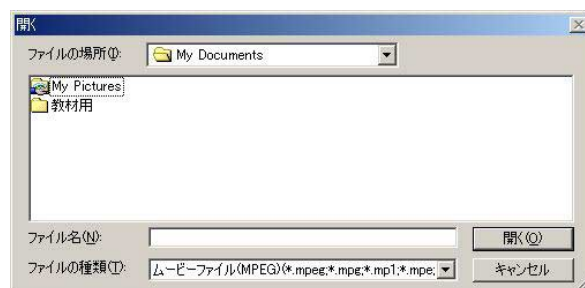 開く
ファイルの場所(I):
My Documents
My Pictures
教材用
ファイル名(N):
開く(O)
ファイルの種類(T):
ムービーファイル(MPEG)(*.mpeg;*.mpg;*.mp1;*.mpe;
キャンセル